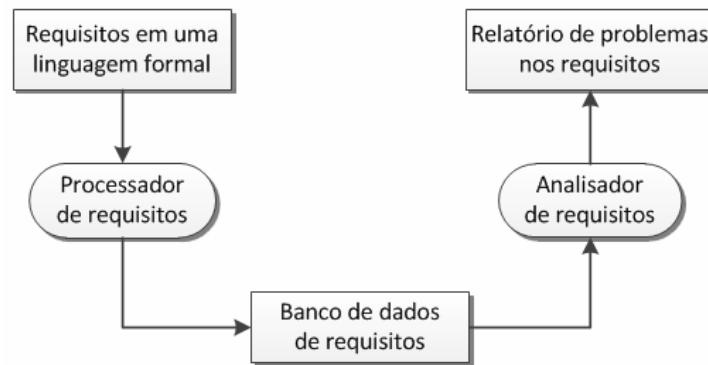 Requisitos em uma
linguagem formal
Relatório de problemas
nos requisitos
Processador
de requisitos
Analisador
de requisitos
Banco de dados
de requisitos